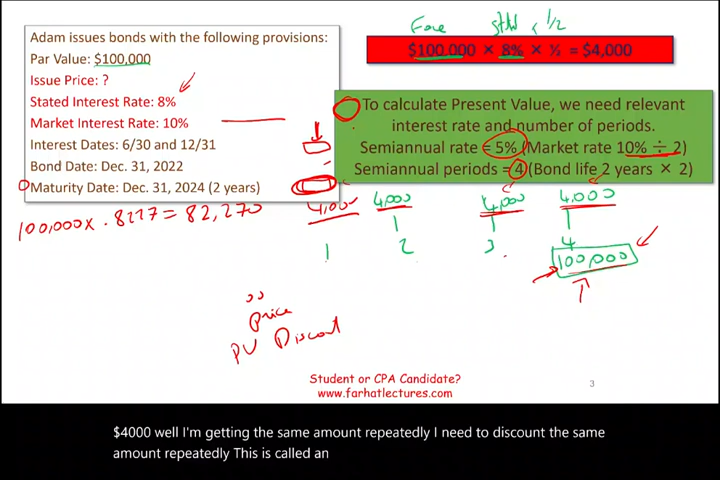 Face Stated × 1/2
$100,000 × 8% × ½ = $4,000
Adam issues bonds with the following provisions:
Par Value: $100,000
Issue Price: ?
Stated Interest Rate: 8%
Market Interest Rate: 10%
Interest Dates: 6/30 and 12/31
Bond Date: Dec. 31, 2022
Maturity Date: Dec. 31, 2024 (2 years)
To calculate Present Value, we need relevant
interest rate and number of periods.
Semiannual rate = 5% (Market rate 10% ÷ 2)
Semiannual periods = 4 (Bond life 2 years × 2)
100,000 × .8227 = 82,270
4,000 4,000 4,000 4,000
1 2 3 4
100,000
Price
PV Discount
Student or CPA Candidate?
www.farhatlectures.com
3
$4000 well I'm getting the same amount repeatedly I need to discount the same
amount repeatedly This is called an